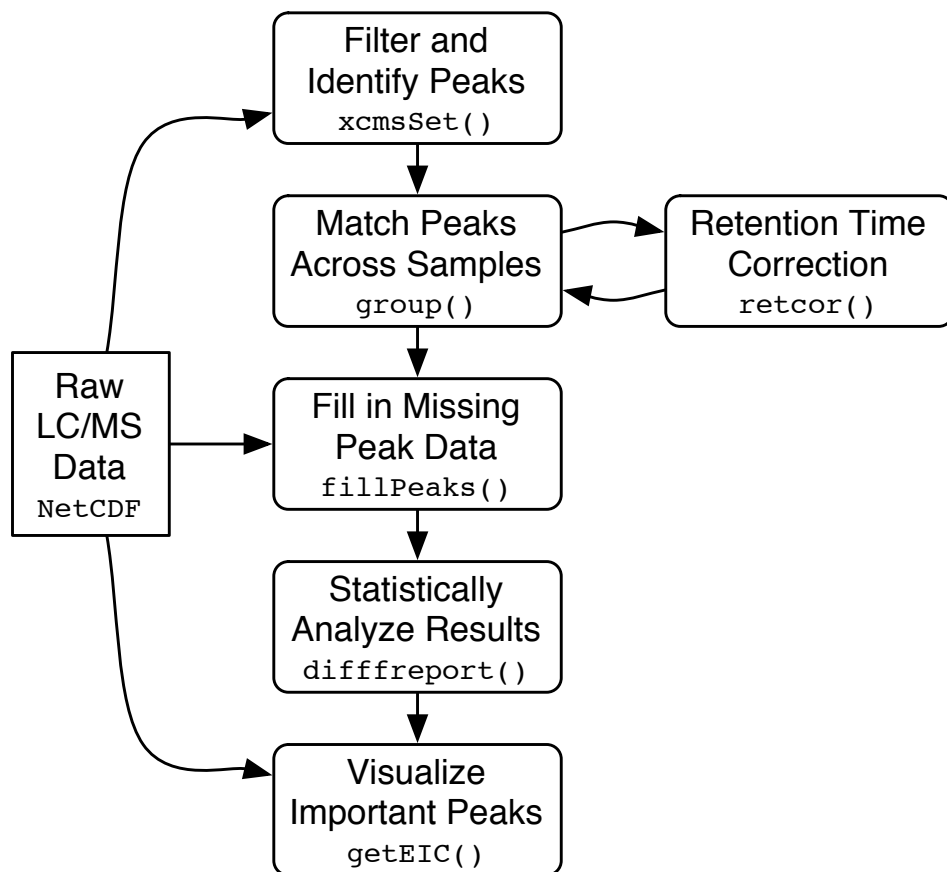 Filter and
Identify Peaks
xcmsSet()
Match Peaks
Across Samples
group()
Retention Time
Correction
retcor()
Raw
LC/MS
Data
NetCDF
Fill in Missing
Peak Data
fillPeaks()
Statistically
Analyze Results
difffreport()
Visualize
Important Peaks
getEIC()